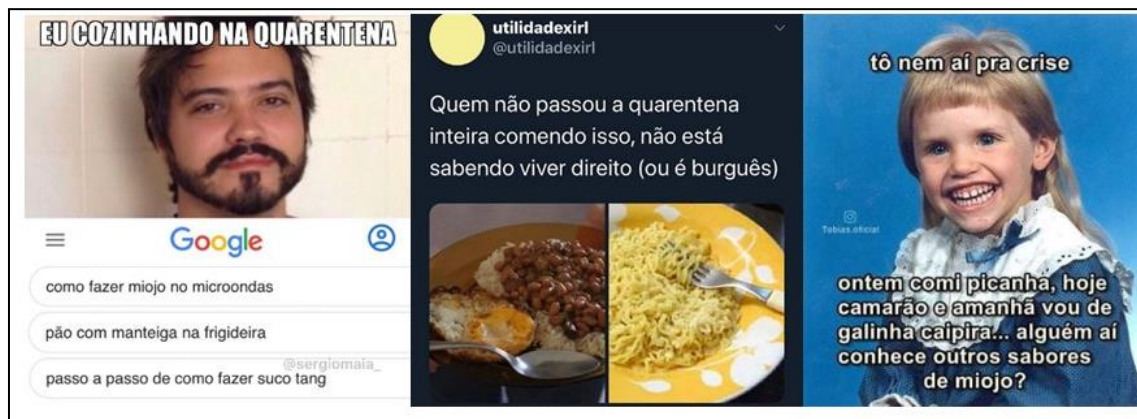 EU COZINHANDO NA QUARENTENA
Google
como fazer miojo no microondas
pão com manteiga na frigideira
@sergiomaia_
passo a passo de como fazer suco tang
utilidadexirl
@utilidadexirl
Quem não passou a quarentena
inteira comendo isso, não está
sabendo viver direito (ou é burguês)
tô nem aí pra crise
Tobias.oficial
ontem comi picanha, hoje
camarão e amanhã vou de
galinha caipira... alguém aí
conhece outros sabores
de miojo?